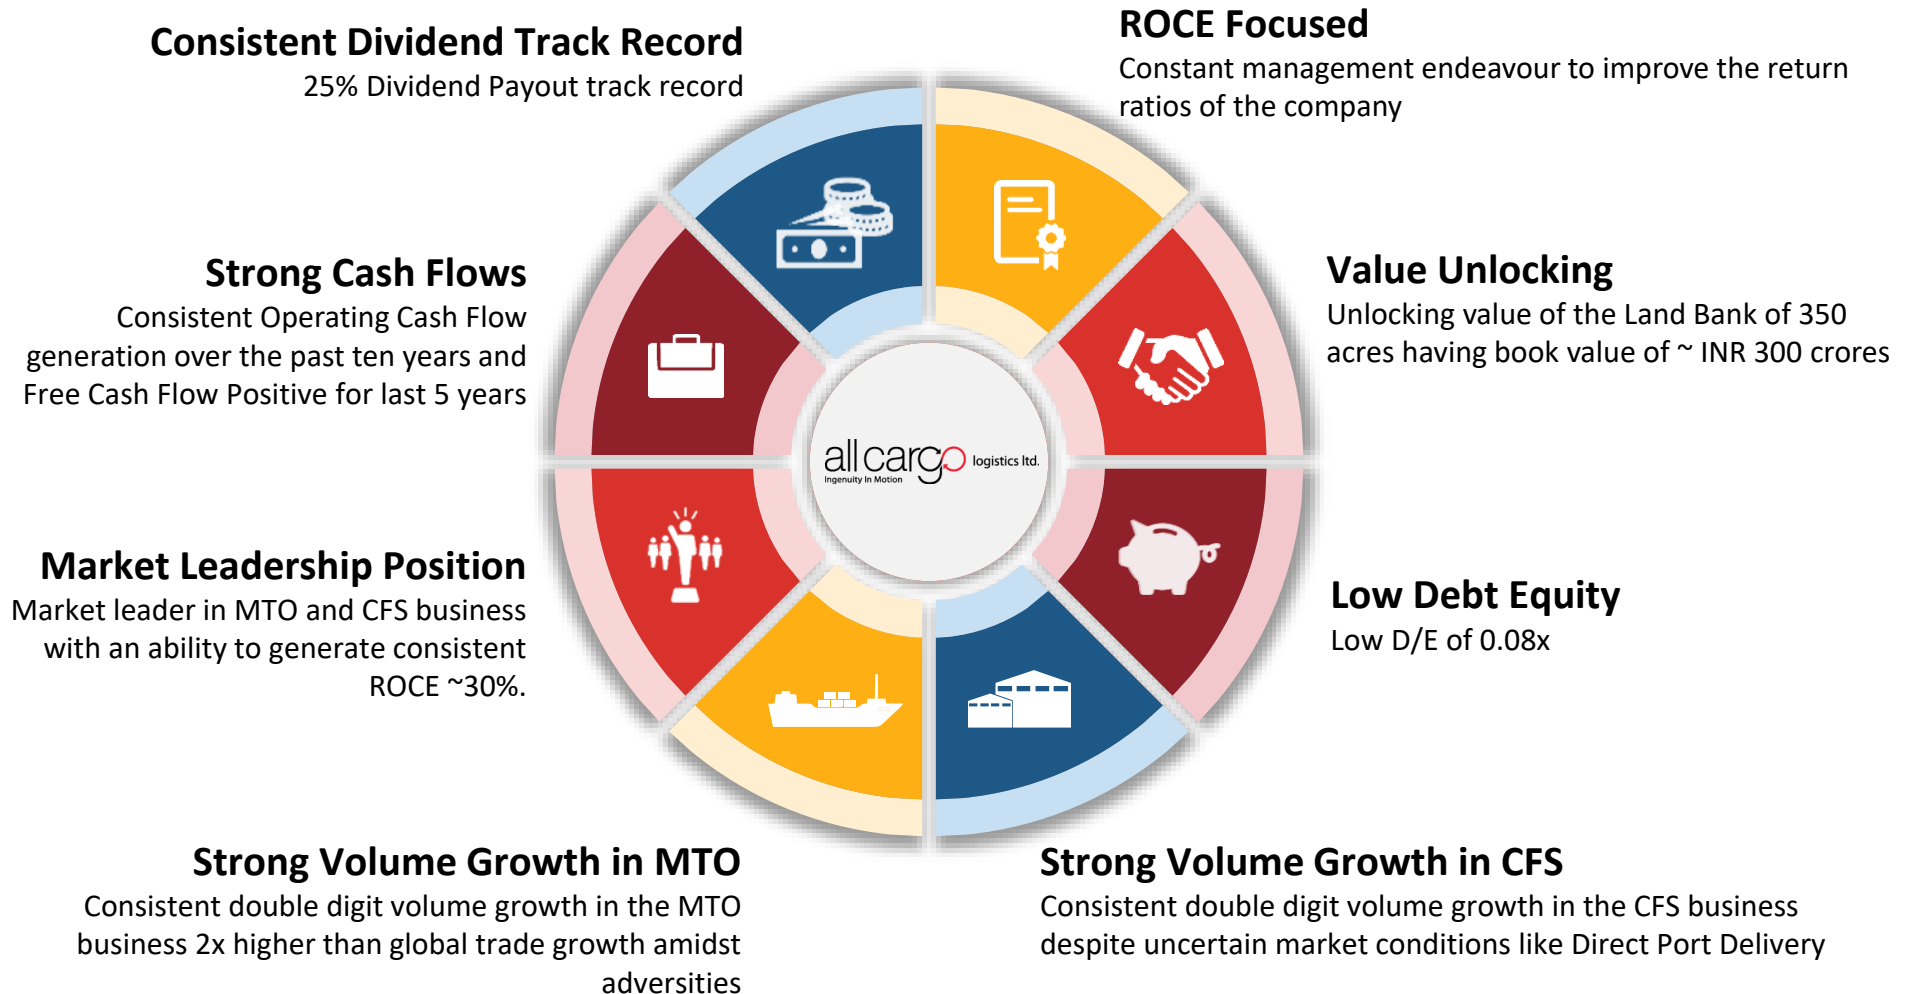 Consistent Dividend Track Record
25% Dividend Payout track record
ROCE Focused
Constant management endeavour to improve the return
ratios of the company
Strong Cash Flows
Consistent Operating Cash Flow
generation over the past ten years and
Free Cash Flow Positive for last 5 years
Value Unlocking
Unlocking value of the Land Bank of 350
acres having book value of ~ INR 300 crores
allcargo logistics ltd.
Ingenuity In Motion
Market Leadership Position
Market leader in MTO and CFS business
with an ability to generate consistent
ROCE ~30%.
Low Debt Equity
Low D/E of 0.08x
Strong Volume Growth in MTO
Consistent double digit volume growth in the MTO
business 2x higher than global trade growth amidst
adversities
Strong Volume Growth in CFS
Consistent double digit volume growth in the CFS business
despite uncertain market conditions like Direct Port Delivery